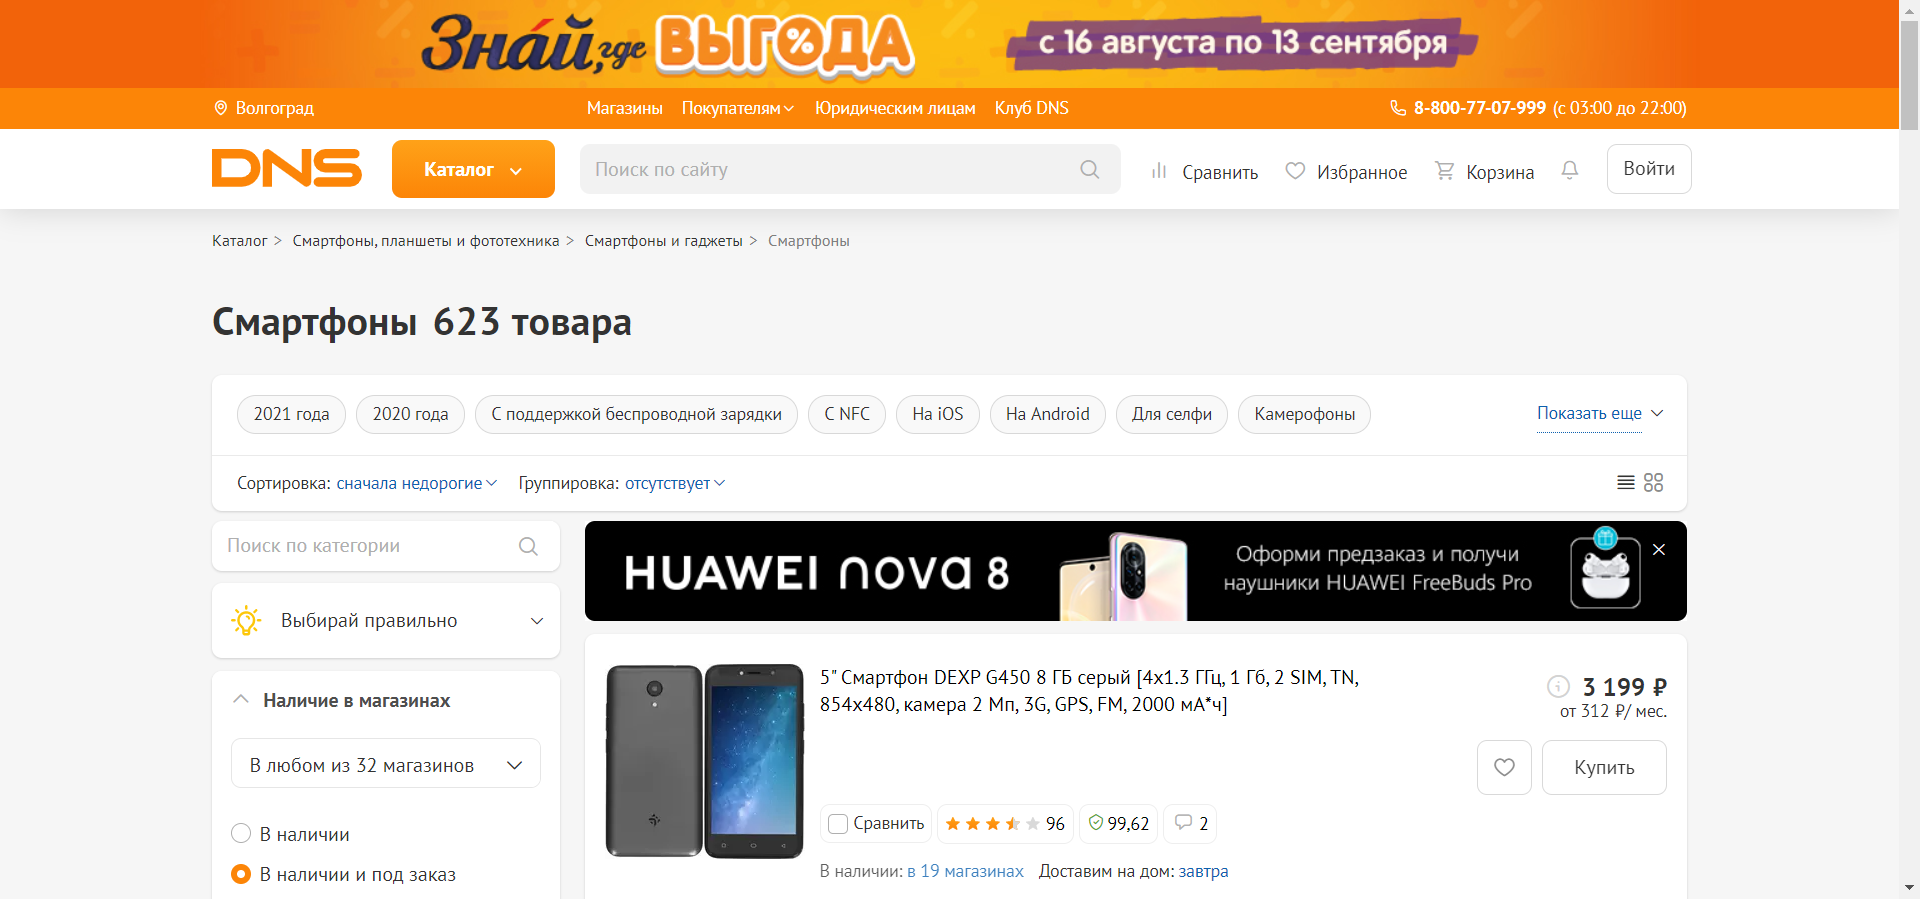 Знай, где ВЫГОДА
с 16 августа по 13 сентября
Волгоград
Магазины Покупателям Юридическим лицам Клуб DNS
8-800-77-07-999 (с 03:00 до 22:00)
DNS
Каталог
Поиск по сайту
Сравнить
Избранное
Корзина
Войти
Каталог > Смартфоны, планшеты и фототехника > Смартфоны и гаджеты > Смартфоны
Смартфоны 623 товара
2021 года
2020 года
С поддержкой беспроводной зарядки
С NFC
На iOS
На Android
Для селфи
Камерофоны
Показать еще
Сортировка: сначала недорогие Группировка: отсутствует
Поиск по категории
Выбирай правильно
Наличие в магазинах
В любом из 32 магазинов
В наличии
В наличии и под заказ
HUAWEI nova 8
Оформи предзаказ и получи
наушники HUAWEI FreeBuds Pro
5" Смартфон DEXP G450 8 ГБ серый [4x1.3 ГГц, 1 Гб, 2 SIM, TN,
854x480, камера 2 Мп, 3G, GPS, FM, 2000 мА*ч]
3 199 ₽
от 312 ₽/ мес.
Купить
Сравнить
96
99,62
2
В наличии: в 19 магазинах Доставим на дом: завтра